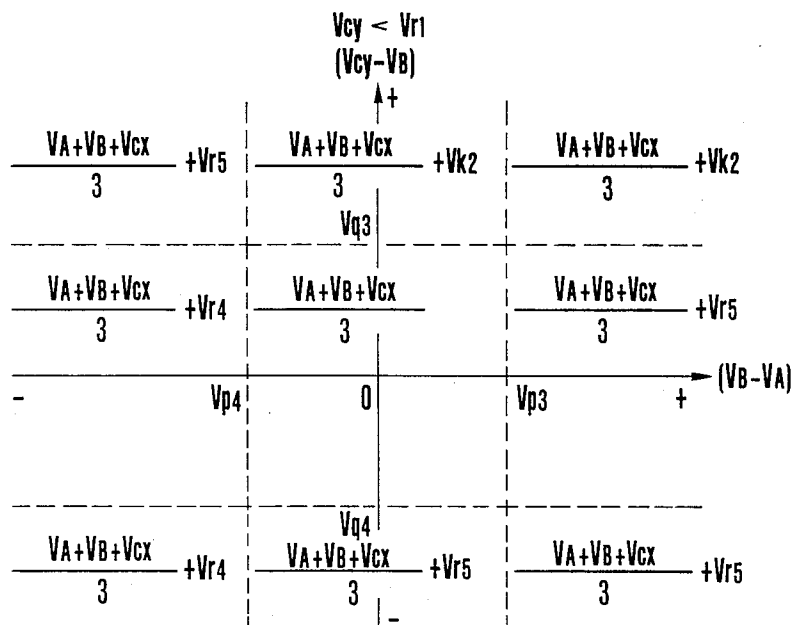 Vcy < Vr1
(Vcy–VB)
+
VA+VB+Vcx / 3 +Vr5
VA+VB+Vcx / 3 +Vk2
VA+VB+Vcx / 3 +Vk2
Vq3
VA+VB+Vcx / 3 +Vr4
VA+VB+Vcx / 3
VA+VB+Vcx / 3 +Vr5
(VB–VA)
– Vp4 0 Vp3 +
Vq4
VA+VB+Vcx / 3 +Vr4
VA+VB+Vcx / 3 +Vr5
VA+VB+Vcx / 3 +Vr5
–